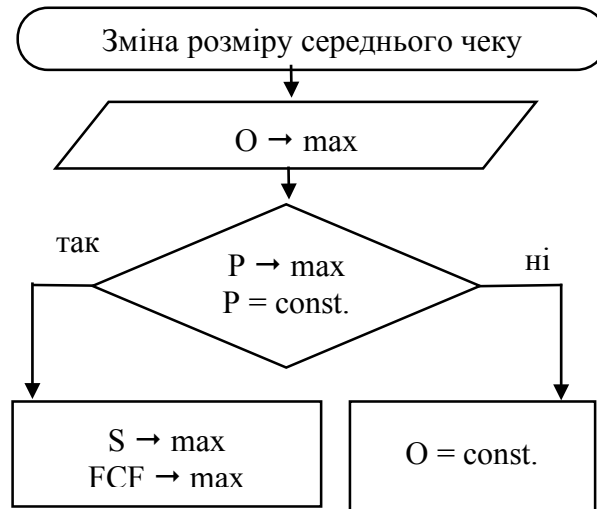 Зміна розміру середнього чеку
O → max
так
P → max
P = const.
ні
S → max
FCF → max
O = const.